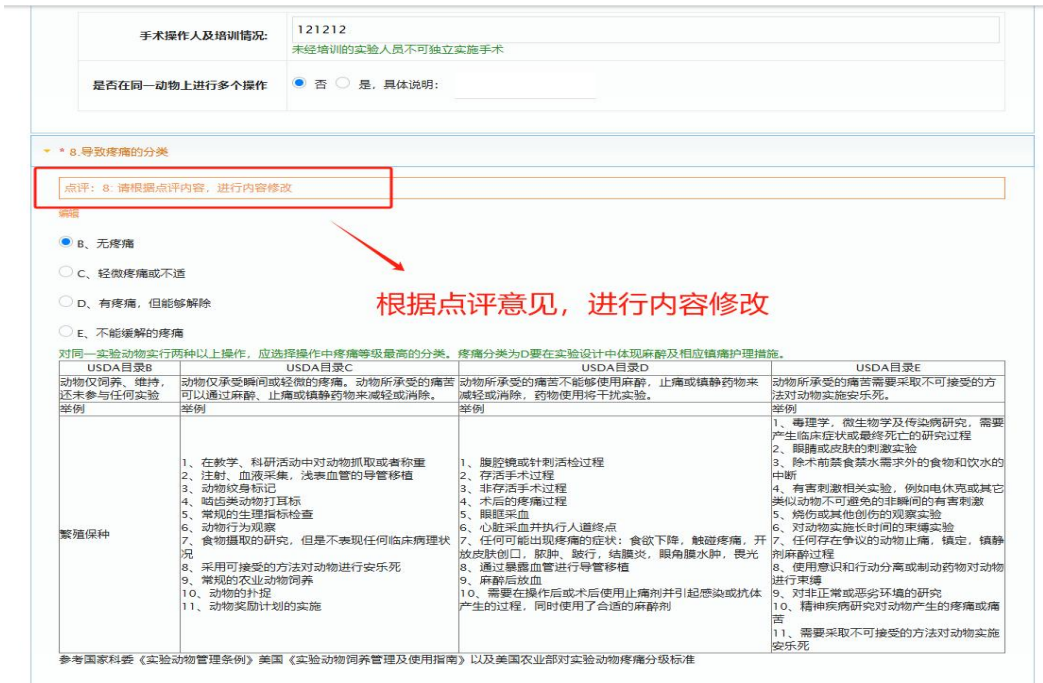 手术操作人及培训情况:
121212
未经培训的实验人员不可独立实施手术
是否在同一动物上进行多个操作
否 是，具体说明:
* 8.导致疼痛的分类
点评：8: 请根据点评内容，进行内容修改
编辑
B、无疼痛
C、轻微疼痛或不适
D、有疼痛，但能够解除
E、不能缓解的疼痛
根据点评意见，进行内容修改
对同一实验动物实行两种以上操作，应选择操作中疼痛等级最高的分类。疼痛分类为D要在实验设计中体现麻醉及相应镇痛护理措施。
USDA目录B
USDA目录C
USDA目录D
USDA目录E
动物仅饲养、维持，
还未参与任何实验
动物仅承受瞬间或轻微的疼痛。动物所承受的痛苦
可以通过麻醉、止痛或镇静药物来减轻或消除。
动物所承受的痛苦不能够使用麻醉，止痛或镇静药物来
减轻或消除，药物使用将干扰实验。
动物所承受的痛苦需要采取不可接受的方
法对动物实施安乐死。
举例
举例
举例
举例
繁殖保种
1、在教学、科研活动中对动物抓取或者称重
2、注射、血液采集，浅表血管的导管移植
3、动物纹身标记
4、啮齿类动物打耳标
5、常规的生理指标检查
6、动物行为观察
7、食物摄取的研究，但是不表现任何临床病理状
况
8、采用可接受的方法对动物进行安乐死
9、常规的农业动物饲养
10、动物的扑捉
11、动物奖励计划的实施
1、腹腔镜或针刺活检过程
2、存活手术过程
3、非存活手术过程
4、术后的疼痛过程
5、眼眶采血
6、心脏采血并执行人道终点
7、任何可能出现疼痛的症状：食欲下降，触碰疼痛，开
放皮肤创口，脓肿、跛行，结膜炎，眼角膜水肿，畏光
8、通过暴露血管进行导管移植
9、麻醉后放血
10、需要在操作后或术后使用止痛剂并引起感染或抗体
产生的过程，同时使用了合适的麻醉剂
1、毒理学，微生物学及传染病研究，需要
产生临床症状或最终死亡的研究过程
2、眼睛或皮肤的刺激实验
3、除术前禁食禁水需求外的食物和饮水的
中断
4、有害刺激相关实验，例如电休克或其它
类似动物不可避免的非瞬间的有害刺激
5、烧伤或其他创伤的观察实验
6、对动物实施长时间的束缚实验
7、任何存在争议的动物止痛，镇定，镇静
剂麻醉过程
8、使用意识和行动分离或制动药物对动物
进行束缚
9、对非正常或恶劣环境的研究
10、精神疾病研究对动物产生的疼痛或痛
苦
11、需要采取不可接受的方法对动物实施
安乐死
参考国家科委《实验动物管理条例》美国《实验动物饲养管理及使用指南》以及美国农业部对实验动物疼痛分级标准